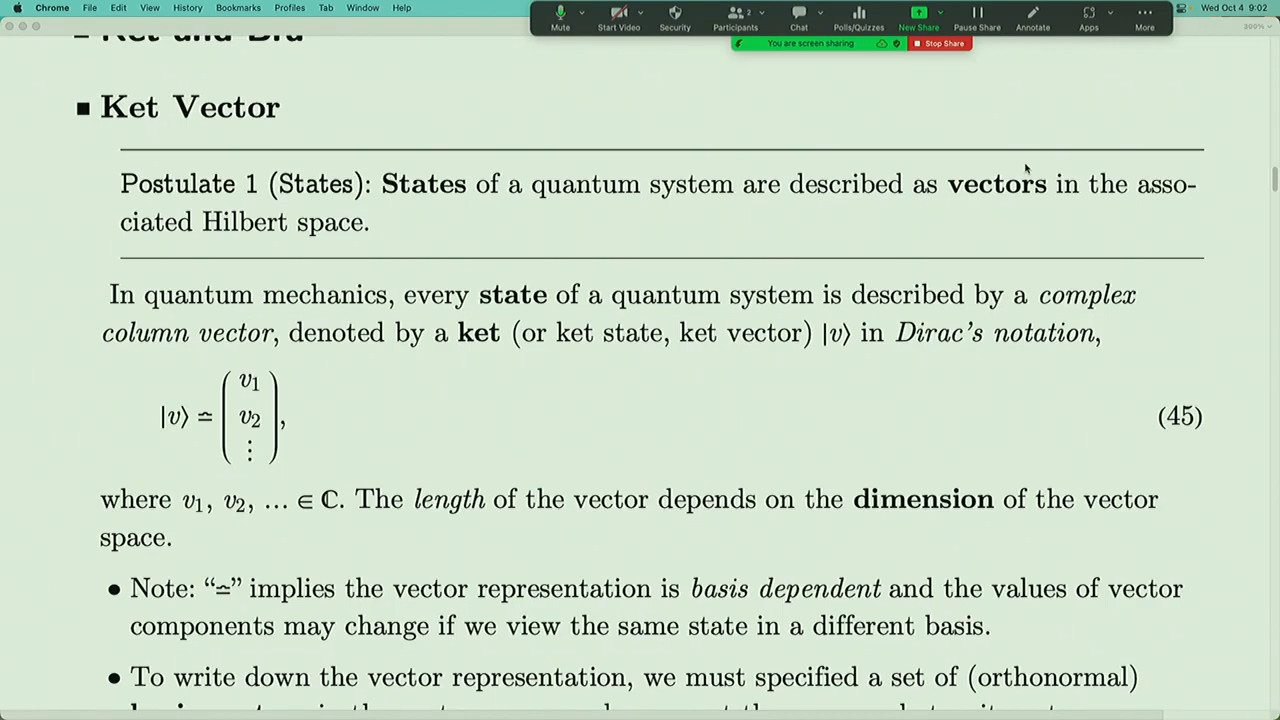 Chrome File Edit View History Bookmarks Profiles Tab Window Help
Wed Oct 4 9:02
Mute Start Video Security Participants 2 Chat Polls/Quizzes New Share Pause Share Annotate Apps More
You are screen sharing Stop Share
300%
- Ket and Bra
■ Ket Vector
Postulate 1 (States): States of a quantum system are described as vectors in the asso-
ciated Hilbert space.
In quantum mechanics, every state of a quantum system is described by a complex
column vector, denoted by a ket (or ket state, ket vector) |v⟩ in Dirac's notation,
|v⟩ ≏ ( v₁ v₂ ⋮ ), (45)
where v₁, v₂, ... ∈ ℂ. The length of the vector depends on the dimension of the vector
space.
• Note: “≏” implies the vector representation is basis dependent and the values of vector
components may change if we view the same state in a different basis.
• To write down the vector representation, we must specified a set of (orthonormal)